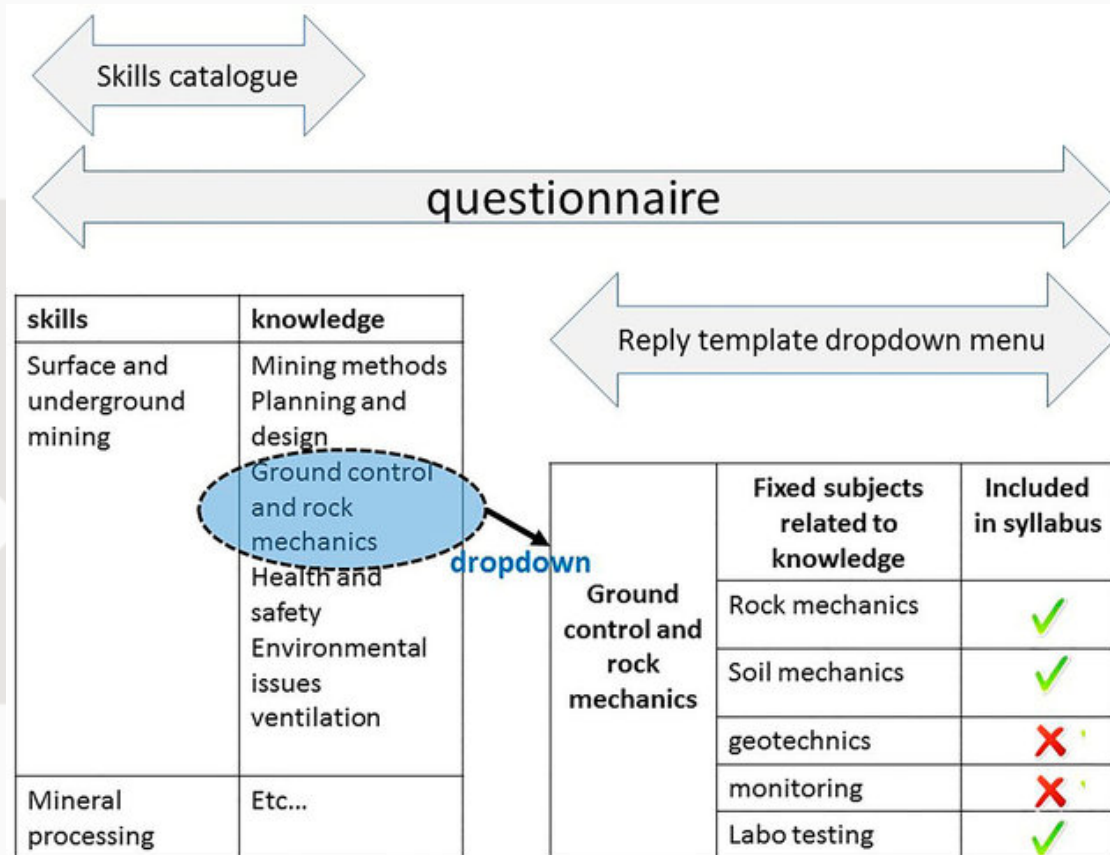 Skills catalogue
questionnaire
Reply template dropdown menu
skills
knowledge
Surface and
underground
mining
Mining methods
Planning and
design
Ground control
and rock
mechanics
Health and
safety
Environmental
issues
ventilation
Mineral
processing
Etc...
dropdown
Ground
control and
rock
mechanics
Fixed subjects
related to
knowledge
Included
in syllabus
Rock mechanics
Soil mechanics
geotechnics
monitoring
Labo testing